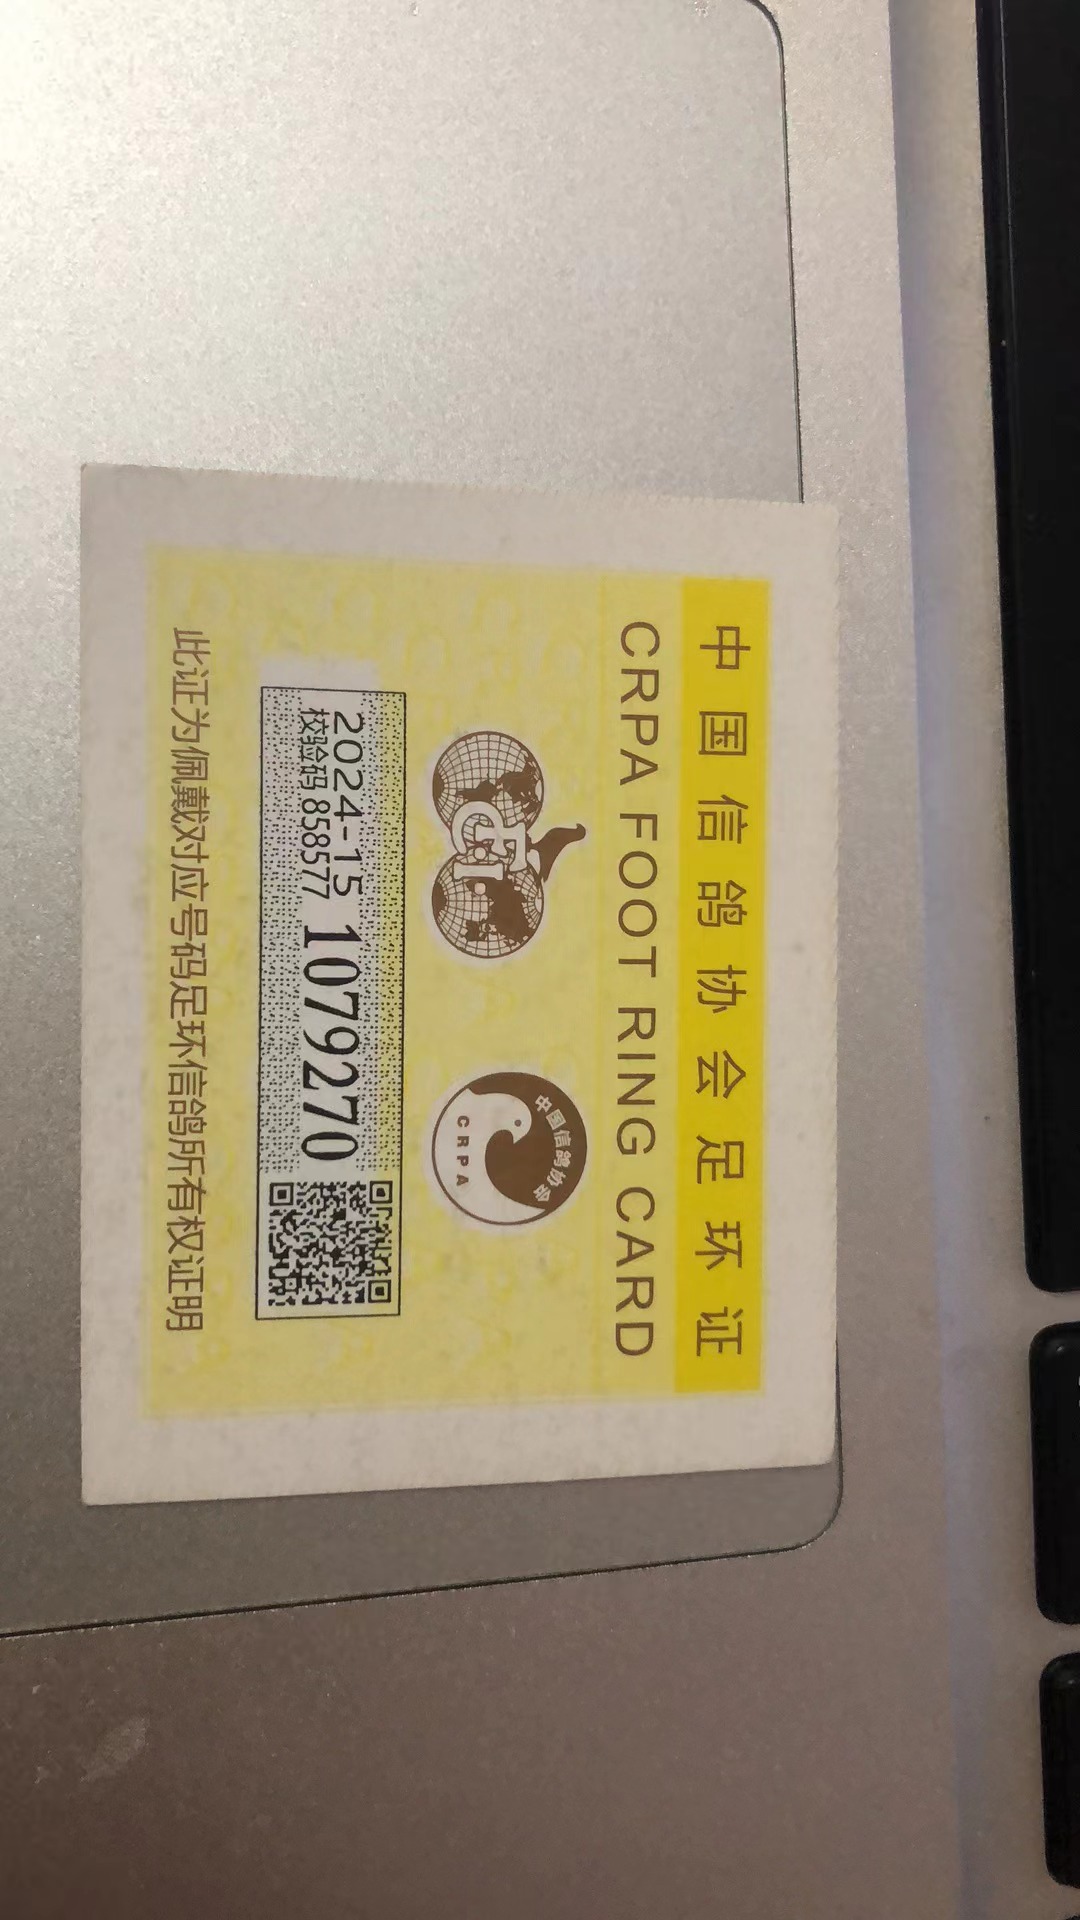 中国信鸽协会足环证
CRPA FOOT RING CARD
FCI
中国信鸽协会
CRPA
2024-15 1079270
校验码 858577
此证为佩戴对应号码足环信鸽所有权证明